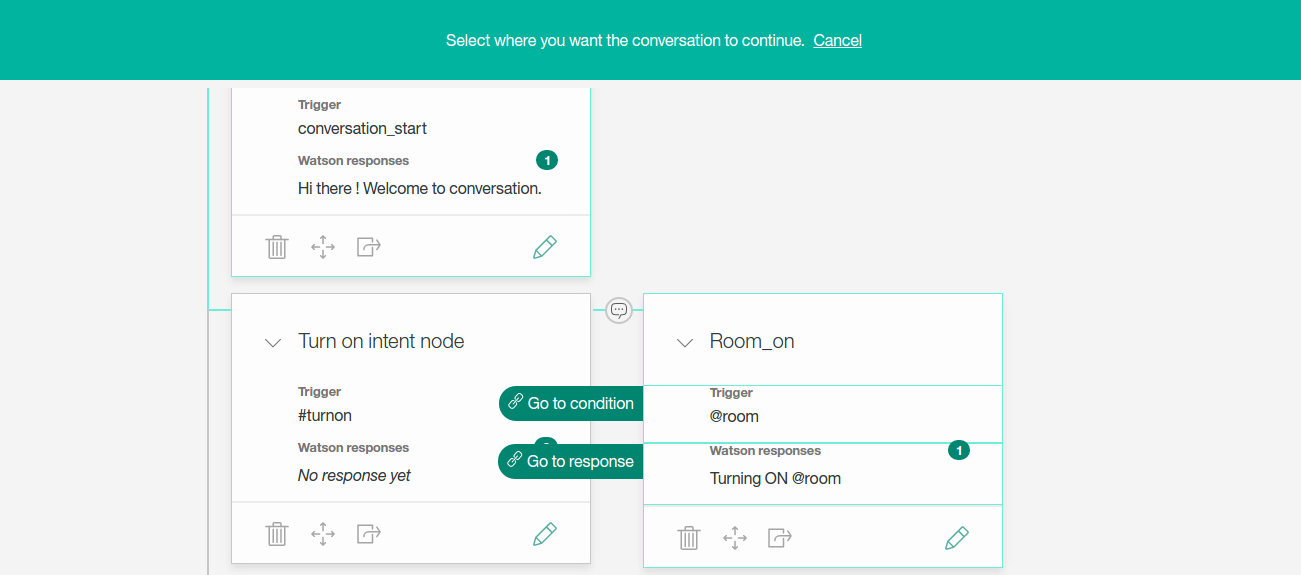 Select where you want the conversation to continue. Cancel
Trigger
conversation_start
Watson responses 1
Hi there ! Welcome to conversation.
Turn on intent node
Trigger
#turnon
Watson responses
No response yet
Go to condition
Go to response
Room_on
Trigger
@room
Watson responses 1
Turning ON @room